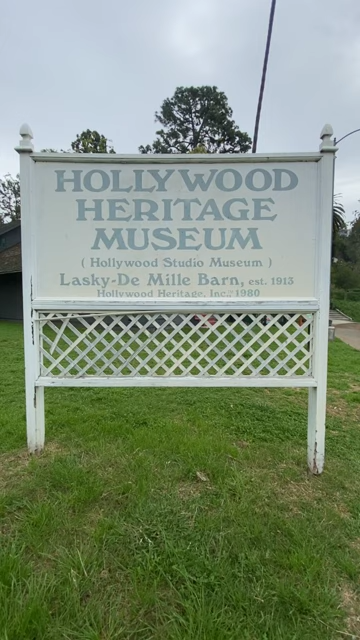 HOLLYWOOD
HERITAGE
MUSEUM
( Hollywood Studio Museum )
Lasky-De Mille Barn, est. 1913
Hollywood Heritage, Inc. 1980